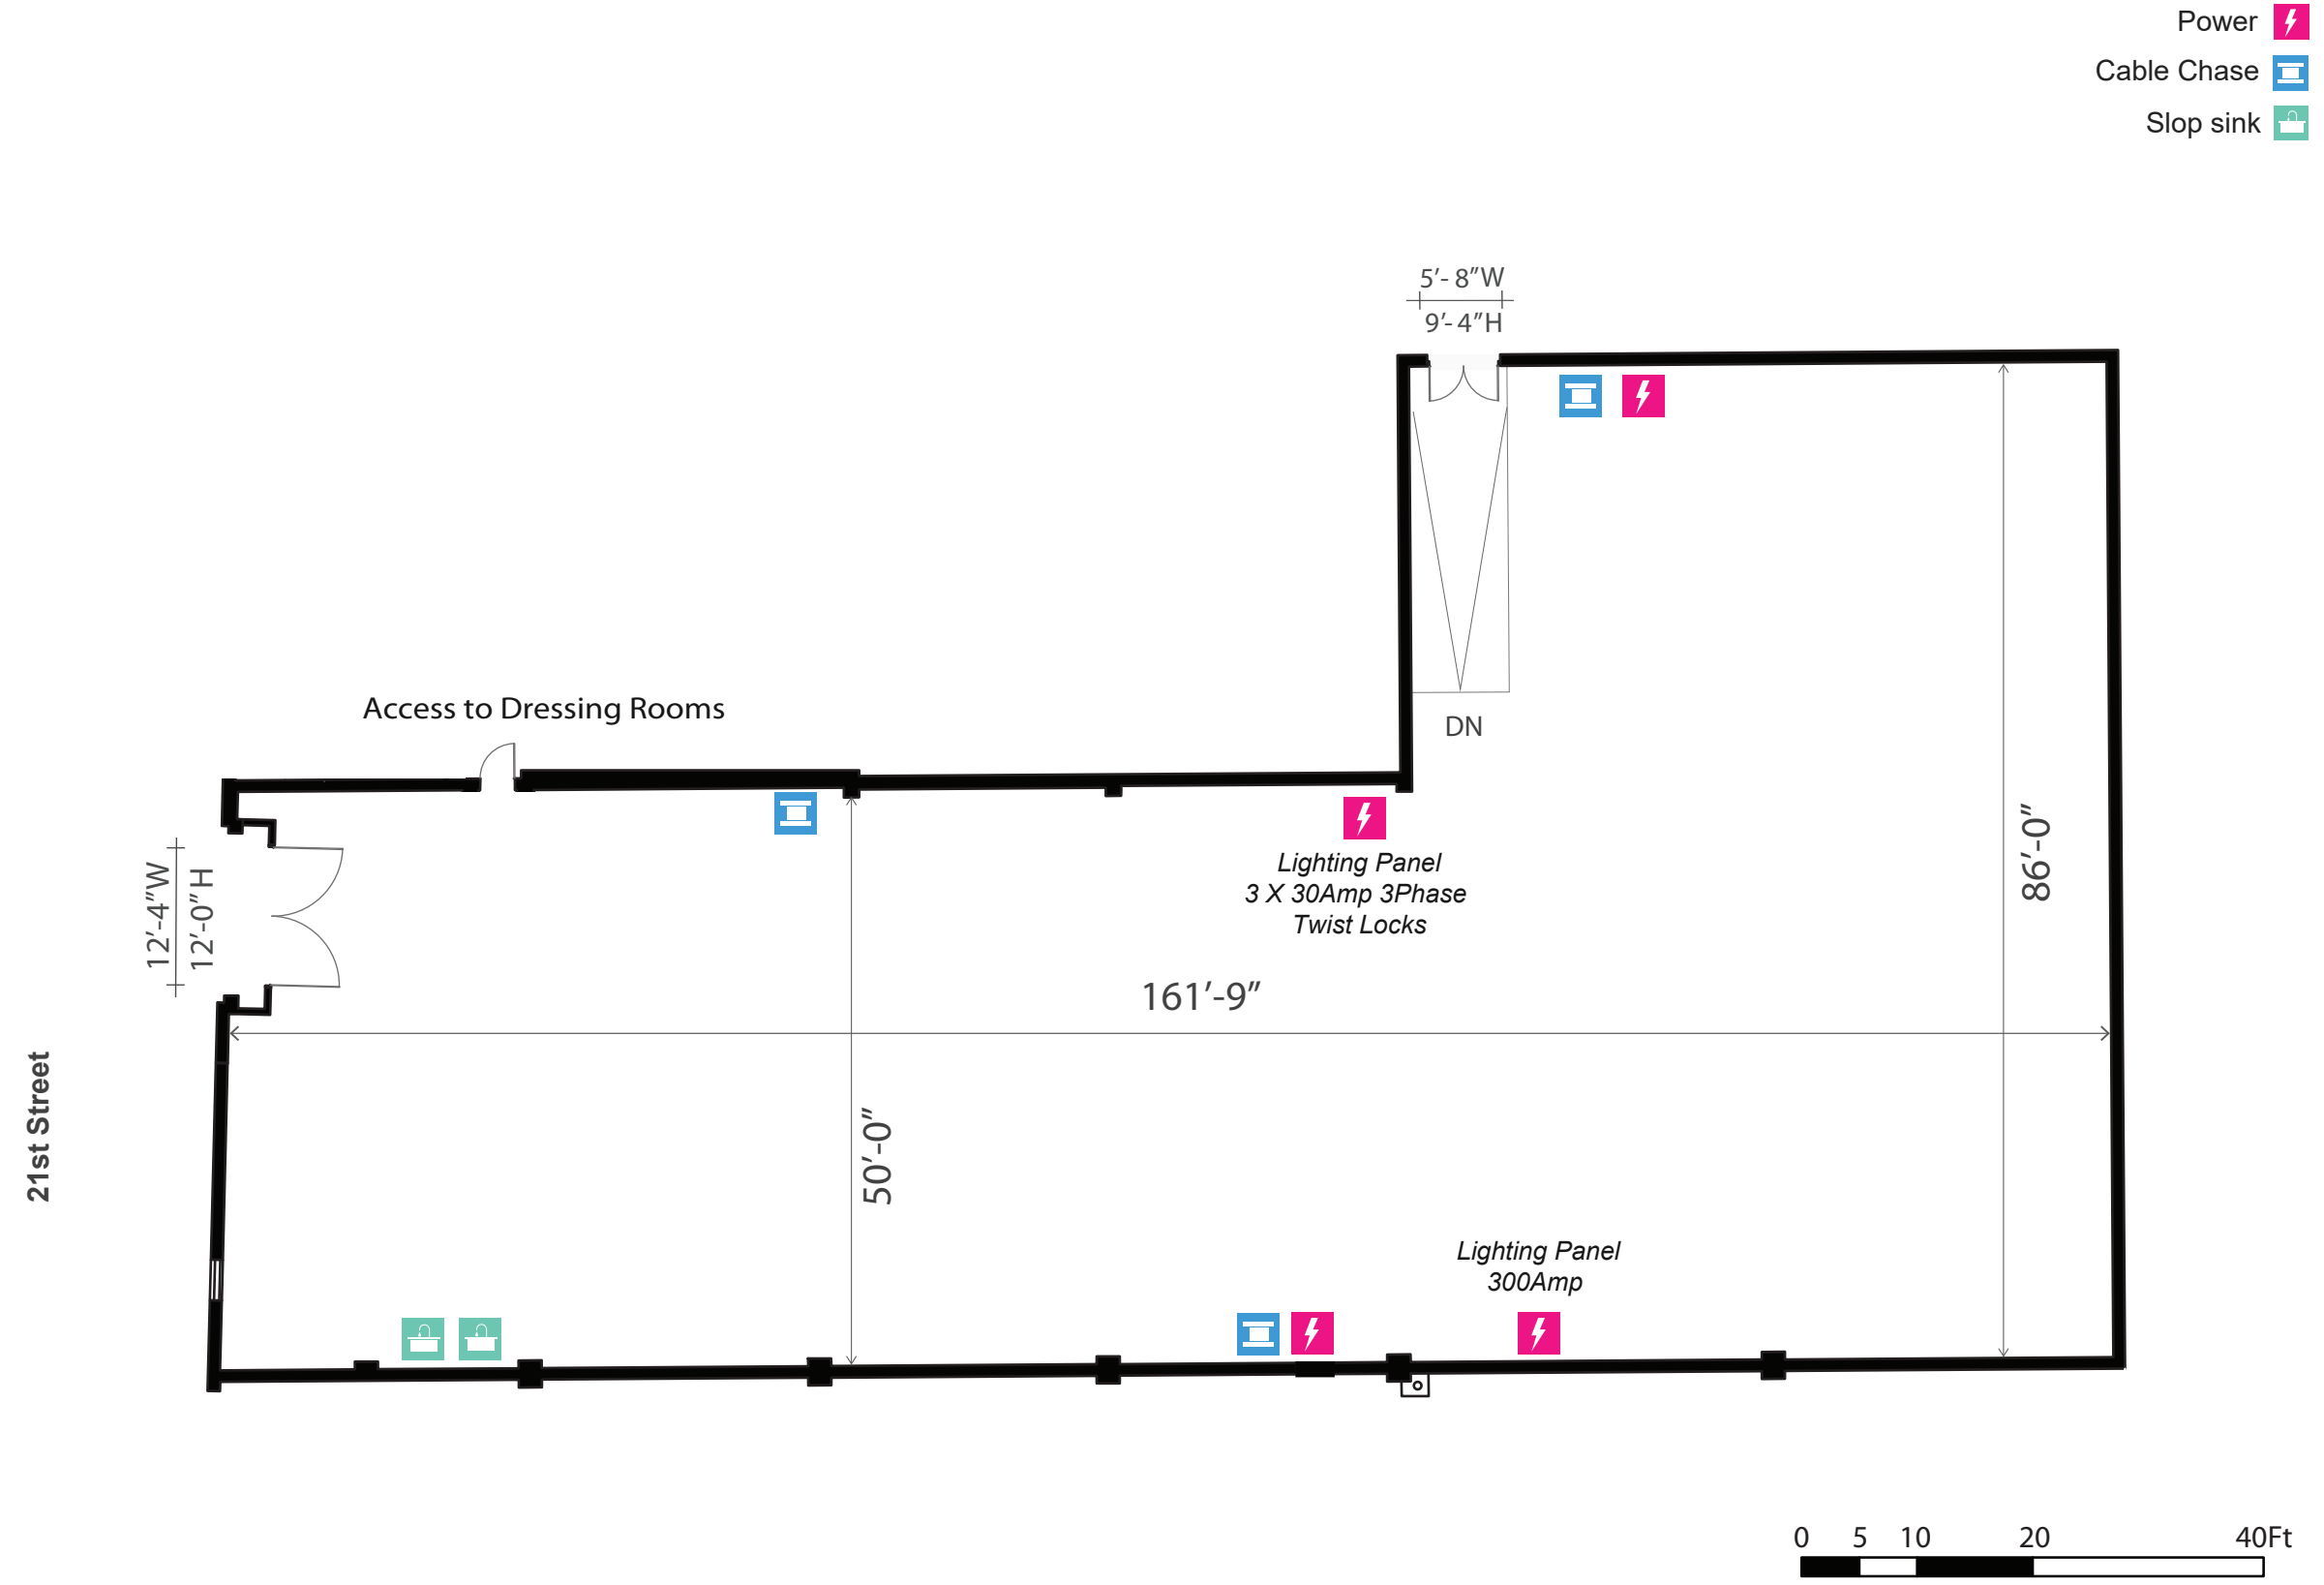 Power
Cable Chase
Slop sink
5’- 8”W
9’- 4”H
Access to Dressing Rooms
DN
12’-4”W
12’-0”H
Lighting Panel
3 X 30Amp 3Phase
Twist Locks
86’-0”
161’-9”
21st Street
50’-0”
Lighting Panel
300Amp
0 5 10 20 40Ft